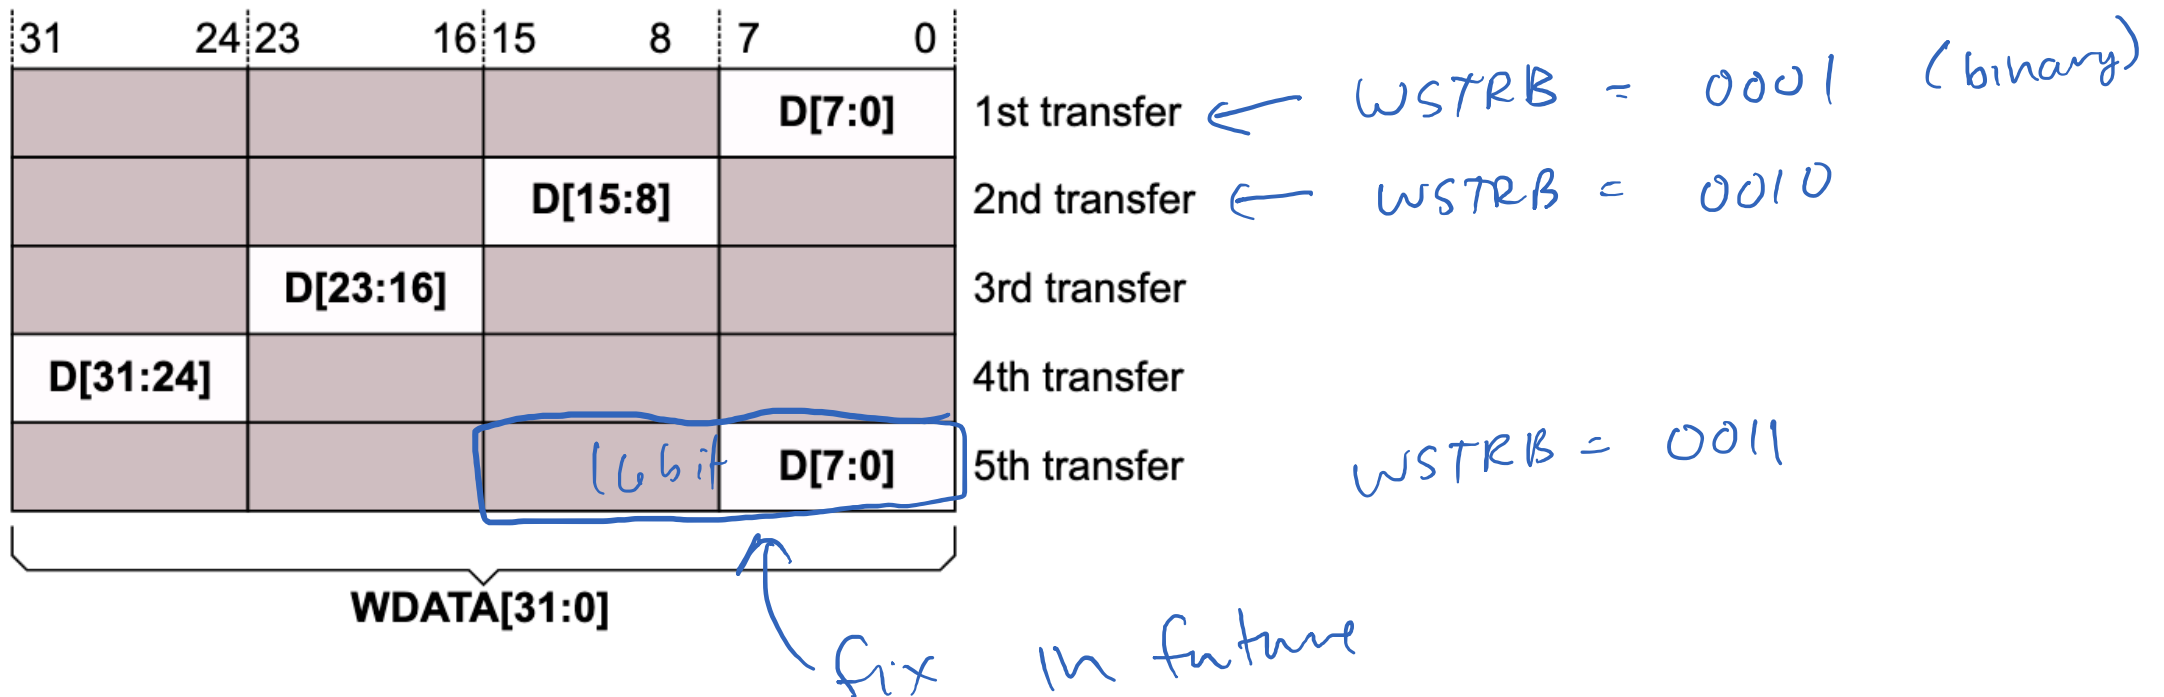 31 24 23 16 15 8 7 0
D[7:0] 1st transfer WSTRB = 0001 (binary)
D[15:8] 2nd transfer WSTRB = 0010
D[23:16] 3rd transfer
D[31:24] 4th transfer
16bit D[7:0] 5th transfer WSTRB = 0011
WDATA[31:0]
fix in future